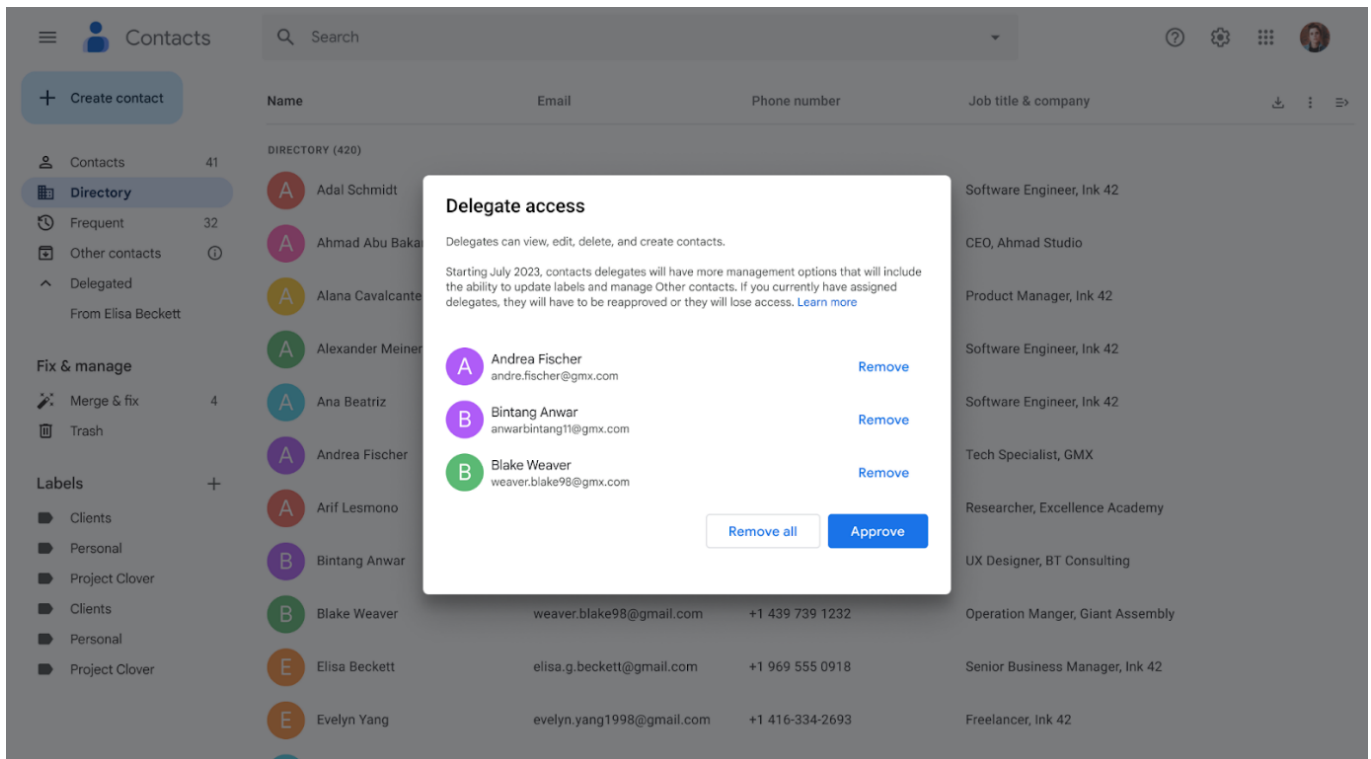 Contacts
Search
Create contact
Name Email Phone number Job title & company
DIRECTORY (420)
Contacts 41
Directory
Frequent 32
Other contacts
Delegated
From Elisa Beckett
Fix & manage
Merge & fix 4
Trash
Labels
Clients
Personal
Project Clover
Clients
Personal
Project Clover
A Adal Schmidt Software Engineer, Ink 42
A Ahmad Abu Baka CEO, Ahmad Studio
A Alana Cavalcante Product Manager, Ink 42
A Alexander Meiner Software Engineer, Ink 42
A Ana Beatriz Software Engineer, Ink 42
A Andrea Fischer Tech Specialist, GMX
A Arif Lesmono Researcher, Excellence Academy
B Bintang Anwar UX Designer, BT Consulting
B Blake Weaver weaver.blake98@gmail.com +1 439 739 1232 Operation Manger, Giant Assembly
E Elisa Beckett elisa.g.beckett@gmail.com +1 969 555 0918 Senior Business Manager, Ink 42
E Evelyn Yang evelyn.yang1998@gmail.com +1 416-334-2693 Freelancer, Ink 42
Delegate access
Delegates can view, edit, delete, and create contacts.
Starting July 2023, contacts delegates will have more management options that will include
the ability to update labels and manage Other contacts. If you currently have assigned
delegates, they will have to be reapproved or they will lose access. Learn more
A Andrea Fischer Remove
andre.fischer@gmx.com
B Bintang Anwar Remove
anwarbintang11@gmx.com
B Blake Weaver Remove
weaver.blake98@gmx.com
Remove all Approve